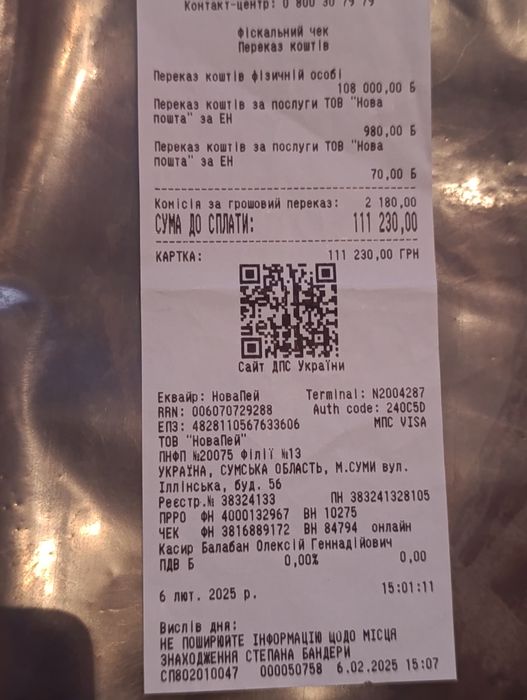 Контакт-центр: 0 800 30 79 79
Фіскальний чек
Переказ коштів
Переказ коштів фізичній особі
108 000,00 Б
Переказ коштів за послуги ТОВ "Нова
пошта" за ЕН
980,00 Б
Переказ коштів за послуги ТОВ "Нова
пошта" за ЕН
70,00 Б
Комісія за грошовий переказ: 2 180,00
СУМА ДО СПЛАТИ: 111 230,00
КАРТКА: 111 230,00 ГРН
Сайт ДПС України
Еквайр: НоваПей Terminal: N2004287
RRN: 006070729288 Auth code: 240C5D
ЕПЗ: 4828110567633606 МПС VISA
ТОВ "НоваПей"
ПНФП №20075 Філії №13
УКРАЇНА, СУМСЬКА ОБЛАСТЬ, М.СУМИ вул.
Іллінська, буд. 56
Реєстр.№ 38324133 ПН 383241328105
ПРРО ФН 4000132967 ВН 10275
ЧЕК ФН 3816889172 ВН 84794 онлайн
Касир Балабан Олексій Геннадійович
ПДВ Б 0,00% 0,00
6 лют. 2025 р. 15:01:11
Вислів дня:
НЕ ПОШИРЮЙТЕ ІНФОРМАЦІЮ ЩОДО МІСЦЯ
ЗНАХОДЖЕННЯ СТЕПАНА БАНДЕРИ
СП802010047 000050758 6.02.2025 15:07